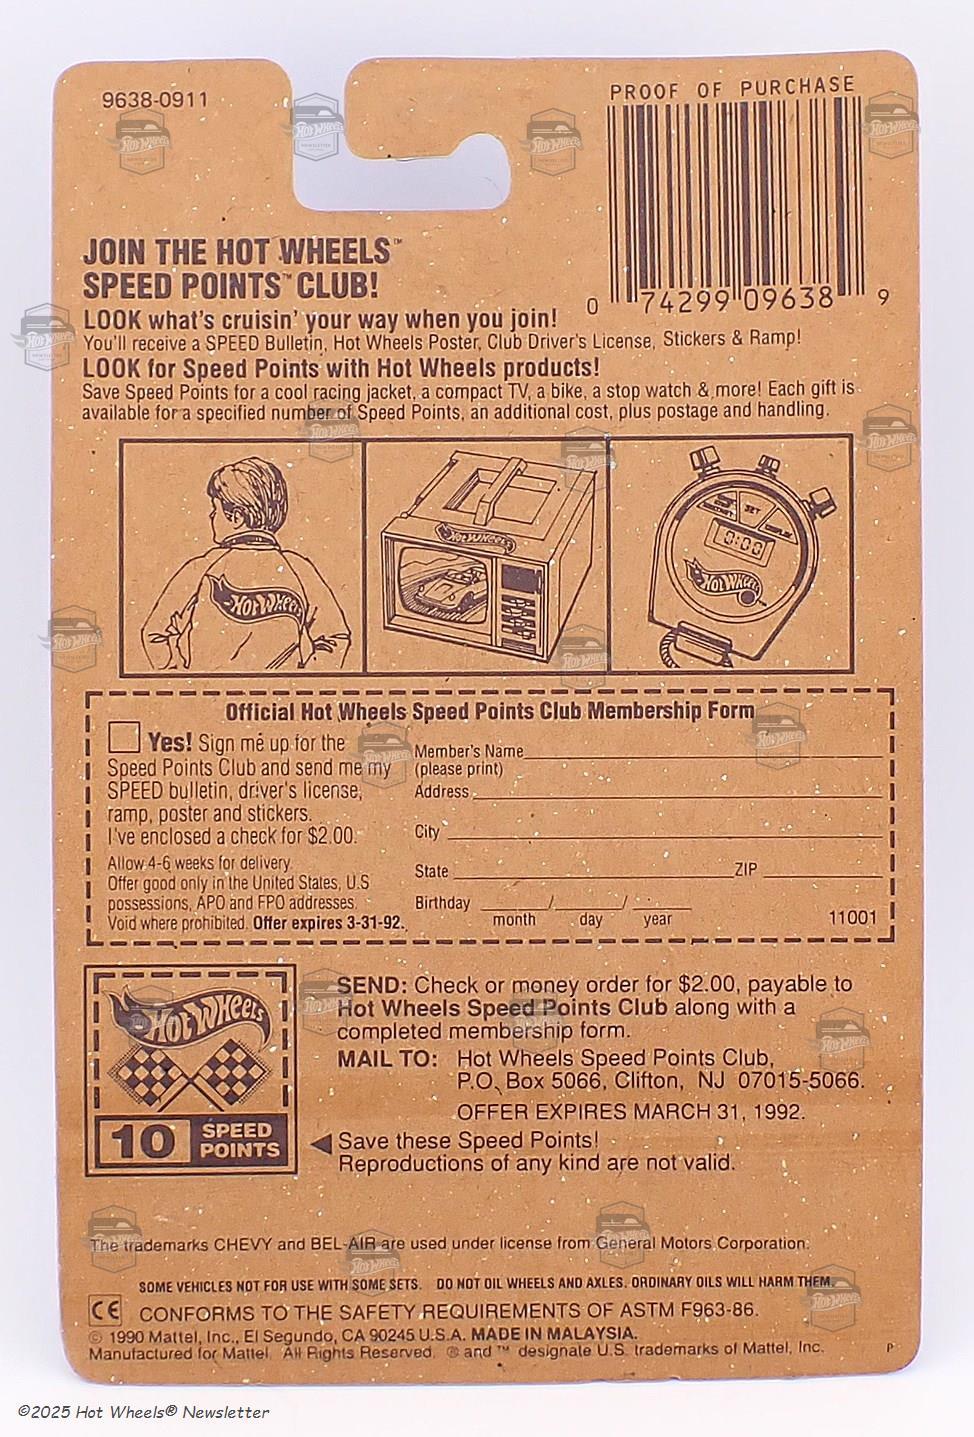 9638-0911
PROOF OF PURCHASE
0 74299 09638 9
JOIN THE HOT WHEELS™
SPEED POINTS™ CLUB!
LOOK what's cruisin' your way when you join!
You'll receive a SPEED Bulletin, Hot Wheels Poster, Club Driver's License, Stickers & Ramp!
LOOK for Speed Points with Hot Wheels products!
Save Speed Points for a cool racing jacket, a compact TV, a bike, a stop watch & more! Each gift is
available for a specified number of Speed Points, an additional cost, plus postage and handling.
HOT WHEELS
HOT WHEELS
SET
0:00
HOT WHEELS
Official Hot Wheels Speed Points Club Membership Form
Yes! Sign me up for the
Speed Points Club and send me my
SPEED bulletin, driver's license,
ramp, poster and stickers.
I've enclosed a check for $2.00.
Allow 4-6 weeks for delivery.
Offer good only in the United States, U.S
possessions, APO and FPO addresses.
Void where prohibited. Offer expires 3-31-92.
Member's Name
(please print)
Address
City
State ZIP
Birthday / /
month day year
11001
HOT WHEELS
10 SPEED
POINTS
SEND: Check or money order for $2.00, payable to
Hot Wheels Speed Points Club along with a
completed membership form.
MAIL TO: Hot Wheels Speed Points Club,
P.O. Box 5066, Clifton, NJ 07015-5066.
OFFER EXPIRES MARCH 31, 1992.
◀ Save these Speed Points!
Reproductions of any kind are not valid.
The trademarks CHEVY and BEL-AIR are used under license from General Motors Corporation.
SOME VEHICLES NOT FOR USE WITH SOME SETS. DO NOT OIL WHEELS AND AXLES. ORDINARY OILS WILL HARM THEM.
CE CONFORMS TO THE SAFETY REQUIREMENTS OF ASTM F963-86.
© 1990 Mattel, Inc., El Segundo, CA 90245 U.S.A. MADE IN MALAYSIA.
Manufactured for Mattel. All Rights Reserved. ® and ™ designate U.S. trademarks of Mattel, Inc.
P
©2025 Hot Wheels® Newsletter